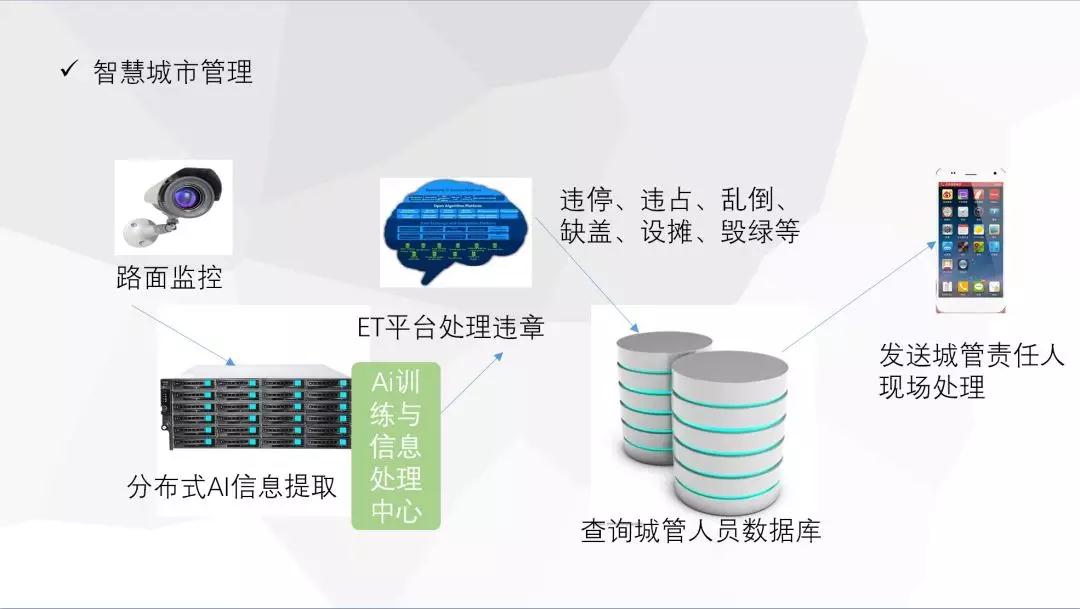 ✓ 智慧城市管理
路面监控
分布式AI信息提取
Ai训
练与
信息
处理
中心
Open Algorithm Platform
ET平台处理违章
违停、违占、乱倒、
缺盖、设摊、毁绿等
查询城管人员数据库
发送城管责任人
现场处理